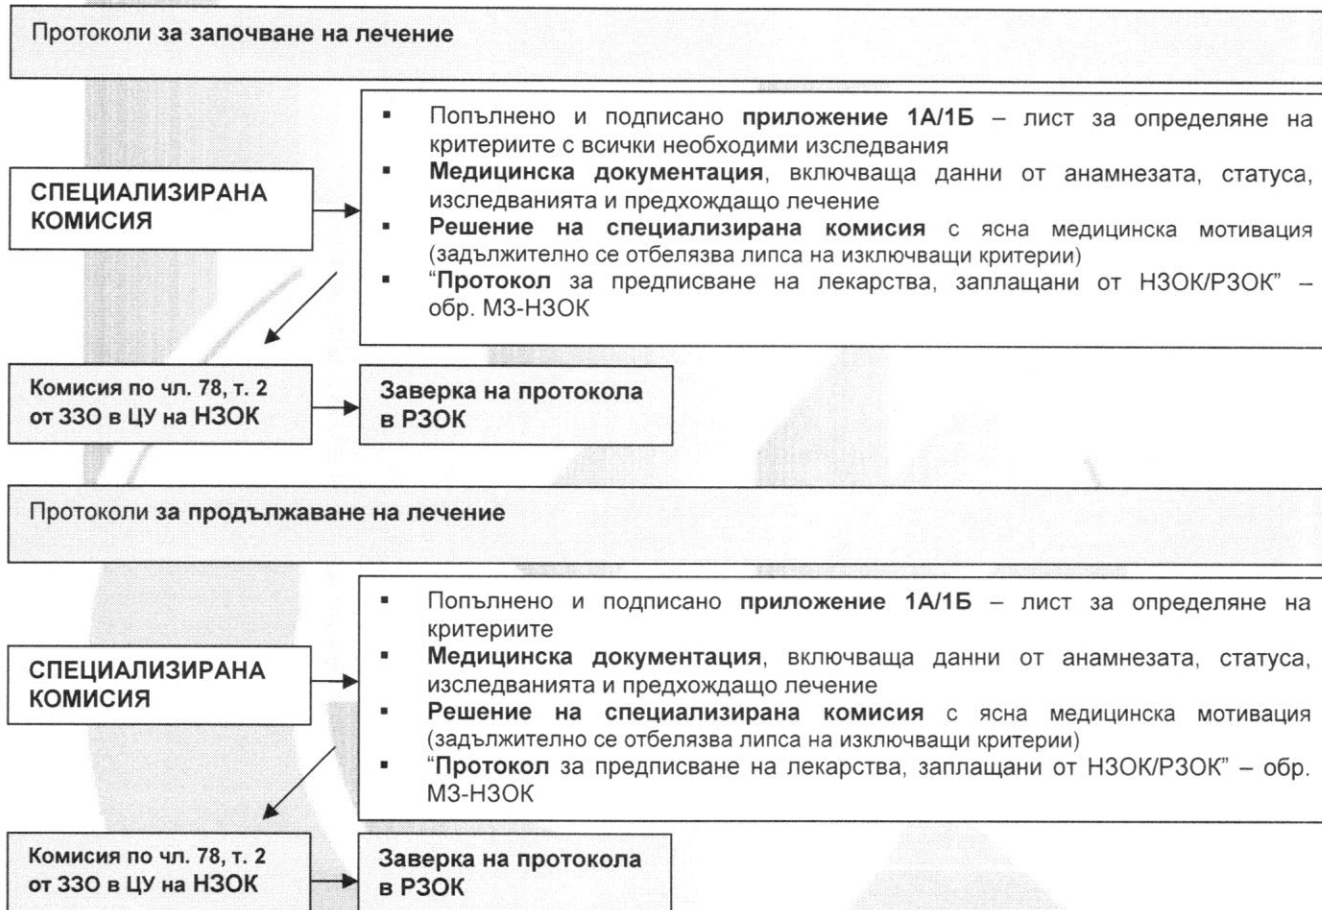 Протоколи за започване на лечение
▪ Попълнено и подписано приложение 1А/1Б – лист за определяне на
критериите с всички необходими изследвания
▪ Медицинска документация, включваща данни от анамнезата, статуса,
изследванията и предхождащо лечение
▪ Решение на специализирана комисия с ясна медицинска мотивация
(задължително се отбелязва липса на изключващи критерии)
▪ “Протокол за предписване на лекарства, заплащани от НЗОК/РЗОК” –
обр. МЗ-НЗОК
СПЕЦИАЛИЗИРАНА
КОМИСИЯ
Комисия по чл. 78, т. 2
от ЗЗО в ЦУ на НЗОК
Заверка на протокола
в РЗОК
Протоколи за продължаване на лечение
▪ Попълнено и подписано приложение 1А/1Б – лист за определяне на
критериите
▪ Медицинска документация, включваща данни от анамнезата, статуса,
изследванията и предхождащо лечение
▪ Решение на специализирана комисия с ясна медицинска мотивация
(задължително се отбелязва липса на изключващи критерии)
▪ “Протокол за предписване на лекарства, заплащани от НЗОК/РЗОК” – обр.
МЗ-НЗОК
СПЕЦИАЛИЗИРАНА
КОМИСИЯ
Комисия по чл. 78, т. 2
от ЗЗО в ЦУ на НЗОК
Заверка на протокола
в РЗОК